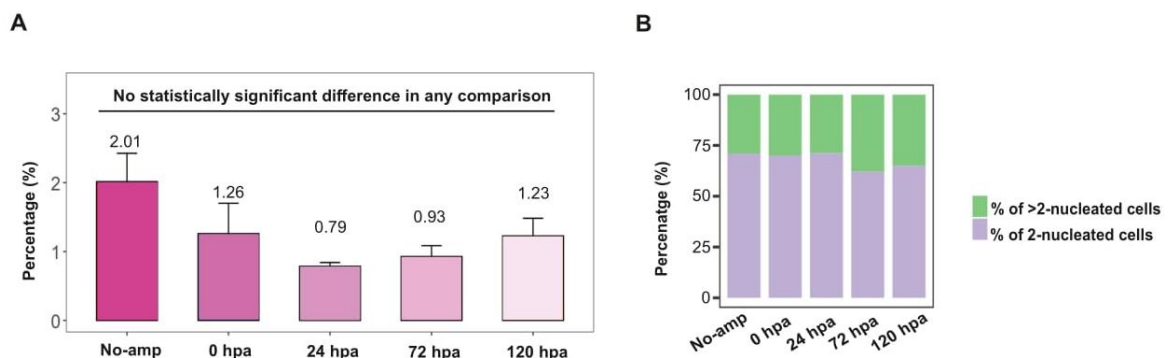 A
B
No statistically significant difference in any comparison
Percentage (%)
3
2
1
0
2.01
1.26
0.79
0.93
1.23
No-amp
0 hpa
24 hpa
72 hpa
120 hpa
Percenatge (%)
100
75
50
25
0
No-amp
0 hpa
24 hpa
72 hpa
120 hpa
% of >2-nucleated cells
% of 2-nucleated cells